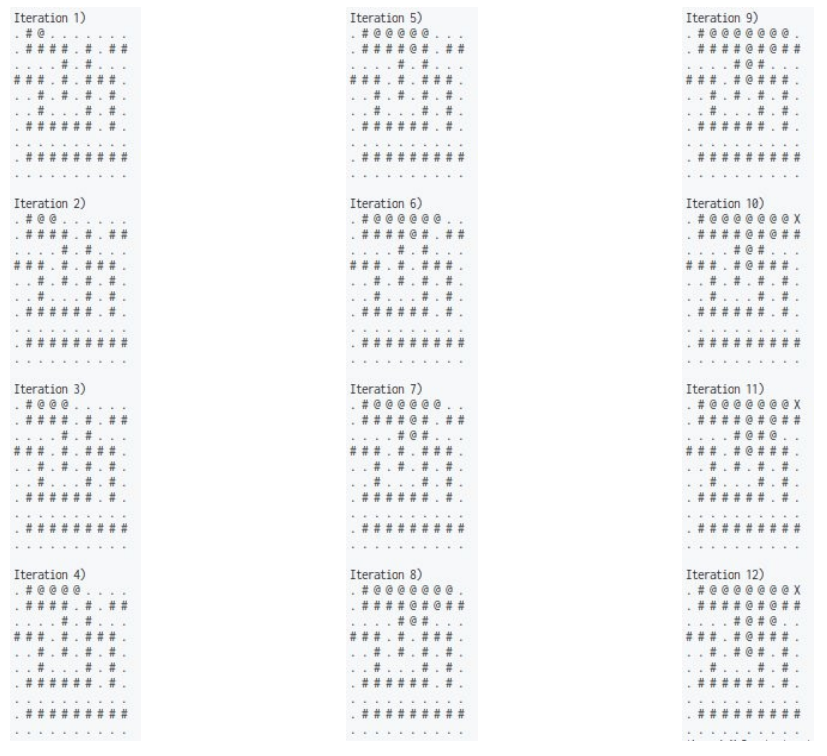 Iteration 1)
. # @ . . . . . . .
. # # # # . # . # #
. . . . # . # . . .
# # # . # . # # # .
. . # . # . # . # .
. . # . . . # . # .
. # # # # # # . # .
. . . . . . . . . .
. # # # # # # # # #
. . . . . . . . . .
Iteration 2)
. # @ @ . . . . . .
. # # # # . # . # #
. . . . # . # . . .
# # # . # . # # # .
. . # . # . # . # .
. . # . . . # . # .
. # # # # # # . # .
. . . . . . . . . .
. # # # # # # # # #
. . . . . . . . . .
Iteration 3)
. # @ @ @ . . . . .
. # # # # . # . # #
. . . . # . # . . .
# # # . # . # # # .
. . # . # . # . # .
. . # . . . # . # .
. # # # # # # . # .
. . . . . . . . . .
. # # # # # # # # #
. . . . . . . . . .
Iteration 4)
. # @ @ @ @ . . . .
. # # # # . # . # #
. . . . # . # . . .
# # # . # . # # # .
. . # . # . # . # .
. . # . . . # . # .
. # # # # # # . # .
. . . . . . . . . .
. # # # # # # # # #
. . . . . . . . . .
Iteration 5)
. # @ @ @ @ @ . . .
. # # # # @ # . # #
. . . . # . # . . .
# # # . # . # # # .
. . # . # . # . # .
. . # . . . # . # .
. # # # # # # . # .
. . . . . . . . . .
. # # # # # # # # #
. . . . . . . . . .
Iteration 6)
. # @ @ @ @ @ @ . .
. # # # # @ # . # #
. . . . # . # . . .
# # # . # . # # # .
. . # . # . # . # .
. . # . . . # . # .
. # # # # # # . # .
. . . . . . . . . .
. # # # # # # # # #
. . . . . . . . . .
Iteration 7)
. # @ @ @ @ @ @ . .
. # # # # @ # . # #
. . . . # @ # . . .
# # # . # . # # # .
. . # . # . # . # .
. . # . . . # . # .
. # # # # # # . # .
. . . . . . . . . .
. # # # # # # # # #
. . . . . . . . . .
Iteration 8)
. # @ @ @ @ @ @ @ .
. # # # # @ # @ # #
. . . . # @ # . . .
# # # . # . # # # .
. . # . # . # . # .
. . # . . . # . # .
. # # # # # # . # .
. . . . . . . . . .
. # # # # # # # # #
. . . . . . . . . .
Iteration 9)
. # @ @ @ @ @ @ @ .
. # # # # @ # @ # #
. . . . # @ # . . .
# # # . # @ # # # .
. . # . # . # . # .
. . # . . . # . # .
. # # # # # # . # .
. . . . . . . . . .
. # # # # # # # # #
. . . . . . . . . .
Iteration 10)
. # @ @ @ @ @ @ @ X
. # # # # @ # @ # #
. . . . # @ # . . .
# # # . # @ # # # .
. . # . # . # . # .
. . # . . . # . # .
. # # # # # # . # .
. . . . . . . . . .
. # # # # # # # # #
. . . . . . . . . .
Iteration 11)
. # @ @ @ @ @ @ @ X
. # # # # @ # @ # #
. . . . # @ # @ . .
# # # . # @ # # # .
. . # . # . # . # .
. . # . . . # . # .
. # # # # # # . # .
. . . . . . . . . .
. # # # # # # # # #
. . . . . . . . . .
Iteration 12)
. # @ @ @ @ @ @ @ X
. # # # # @ # @ # #
. . . . # @ # @ . .
# # # . # @ # # # .
. . # . # @ # . # .
. . # . . . # . # .
. # # # # # # . # .
. . . . . . . . . .
. # # # # # # # # #
. . . . . . . . . .